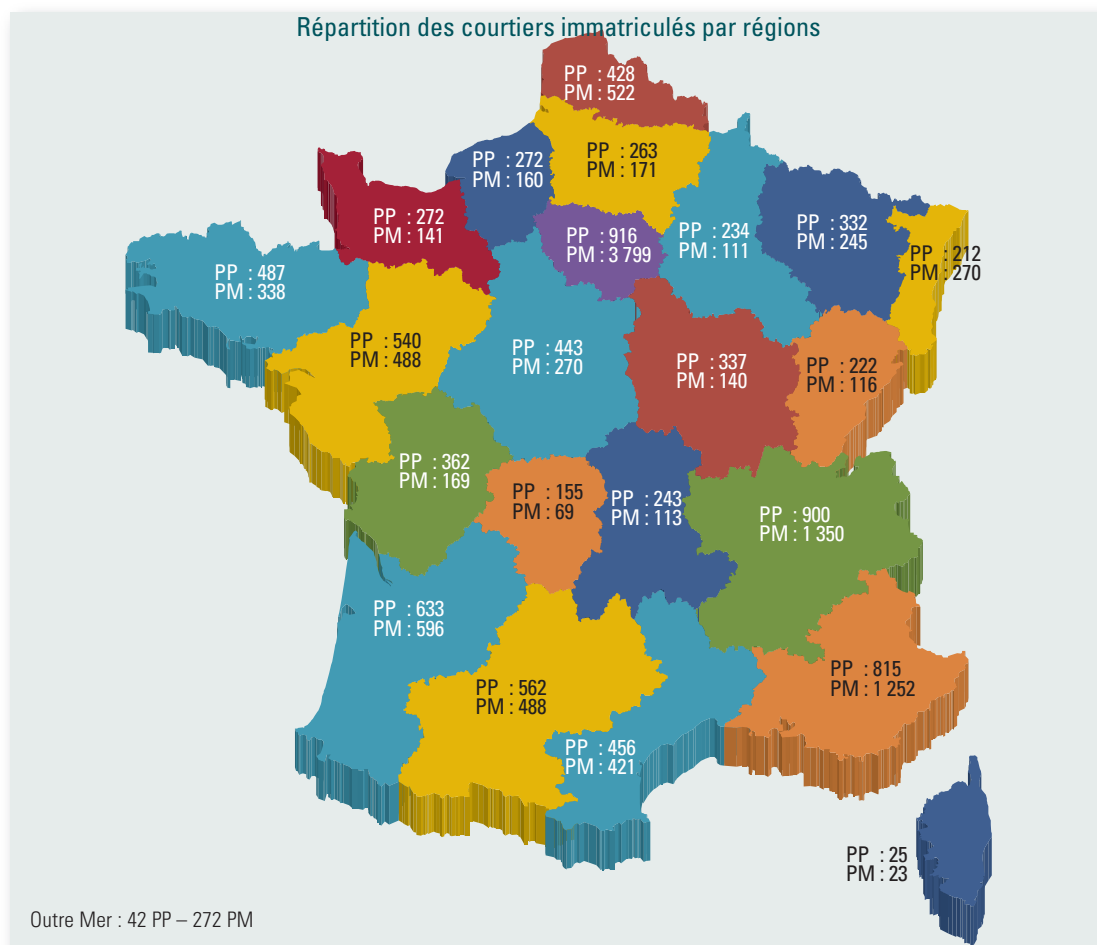 Répartition des courtiers immatriculés par régions
PP : 428
PM : 522
PP : 263
PM : 171
PP : 272
PM : 160
PP : 272
PM : 141
PP : 916
PM : 3 799
PP : 234
PM : 111
PP : 332
PM : 245
PP : 212
PM : 270
PP : 487
PM : 338
PP : 540
PM : 488
PP : 443
PM : 270
PP : 337
PM : 140
PP : 222
PM : 116
PP : 362
PM : 169
PP : 155
PM : 69
PP : 243
PM : 113
PP : 900
PM : 1 350
PP : 633
PM : 596
PP : 562
PM : 488
PP : 815
PM : 1 252
PP : 456
PM : 421
PP : 25
PM : 23
Outre Mer : 42 PP – 272 PM